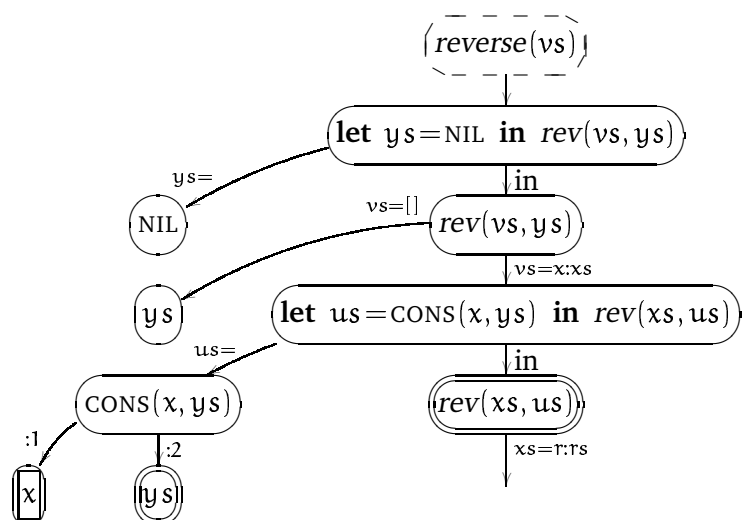 reverse(vs)
let ys=NIL in rev(vs,ys)
ys=
in
NIL
vs=[]
rev(vs,ys)
vs=x:xs
ys
let us=CONS(x,ys) in rev(xs,us)
us=
in
CONS(x,ys)
rev(xs,us)
:1
:2
xs=r:rs
x
ys